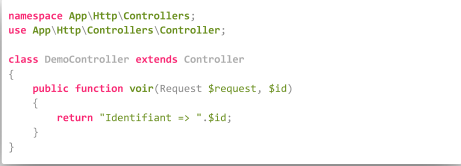 namespace App\Http\Controllers;
use App\Http\Controllers\Controller;
class DemoController extends Controller
{
public function voir(Request $request, $id)
{
return "Identifiant => ".$id;
}
}